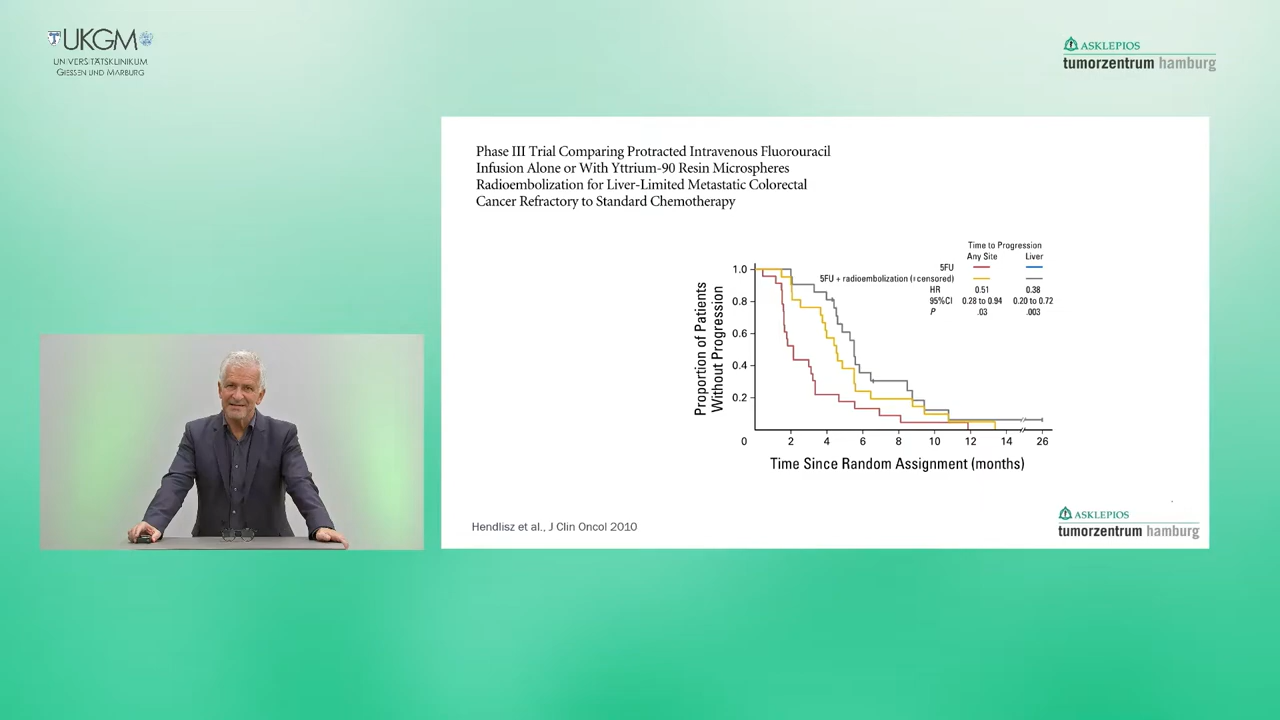 UKGM
UNIVERSITÄTSKLINIKUM
GIESSEN UND MARBURG
ASKLEPIOS
tumorzentrum hamburg
Phase III Trial Comparing Protracted Intravenous Fluorouracil
Infusion Alone or With Yttrium-90 Resin Microspheres
Radioembolization for Liver-Limited Metastatic Colorectal
Cancer Refractory to Standard Chemotherapy
Time to Progression
Any Site Liver
5FU
5FU + radioembolization (ıcensored)
HR 0.51 0.38
95%CI 0.28 to 0.94 0.20 to 0.72
P .03 .003
Proportion of Patients
Without Progression
1.0
0.8
0.6
0.4
0.2
0 2 4 6 8 10 12 14 26
Time Since Random Assignment (months)
Hendlisz et al., J Clin Oncol 2010
ASKLEPIOS
tumorzentrum hamburg